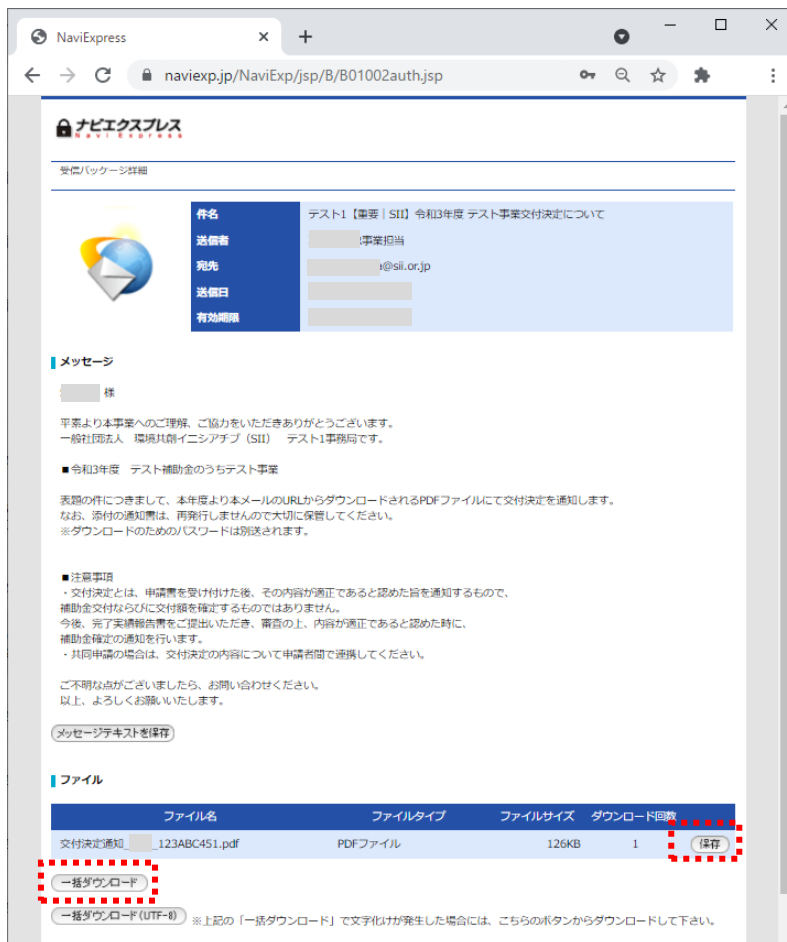 NaviExpress
naviexp.jp/NaviExp/jsp/B/B01002auth.jsp
ナビエクスプレス
Navi Express
受信パッケージ詳細
件名 テスト1【重要｜SII】令和3年度 テスト事業交付決定について
送信者 事業担当
宛先 @sii.or.jp
送信日
有効期限
メッセージ
様
平素より本事業へのご理解、ご協力をいただきありがとうございます。
一般社団法人　環境共創イニシアチブ（SII）　テスト1事務局です。
■令和3年度　テスト補助金のうちテスト事業
表題の件につきまして、本年度より本メールのURLからダウンロードされるPDFファイルにて交付決定を通知します。
なお、添付の通知書は、再発行しませんので大切に保管してください。
※ダウンロードのためのパスワードは別送されます。
■注意事項
・交付決定とは、申請書を受け付けた後、その内容が適正であると認めた旨を通知するもので、
補助金交付ならびに交付額を確定するものではありません。
今後、完了実績報告書をご提出いただき、審査の上、内容が適正であると認めた時に、
補助金確定の通知を行います。
・共同申請の場合は、交付決定の内容について申請者間で連携してください。
ご不明な点がございましたら、お問い合わせください。
以上、よろしくお願いいたします。
メッセージテキストを保存
ファイル
ファイル名 ファイルタイプ ファイルサイズ ダウンロード回数
交付決定通知_ _123ABC451.pdf PDFファイル 126KB 1 保存
一括ダウンロード
一括ダウンロード(UTF-8) ※上記の「一括ダウンロード」で文字化けが発生した場合には、こちらのボタンからダウンロードして下さい。